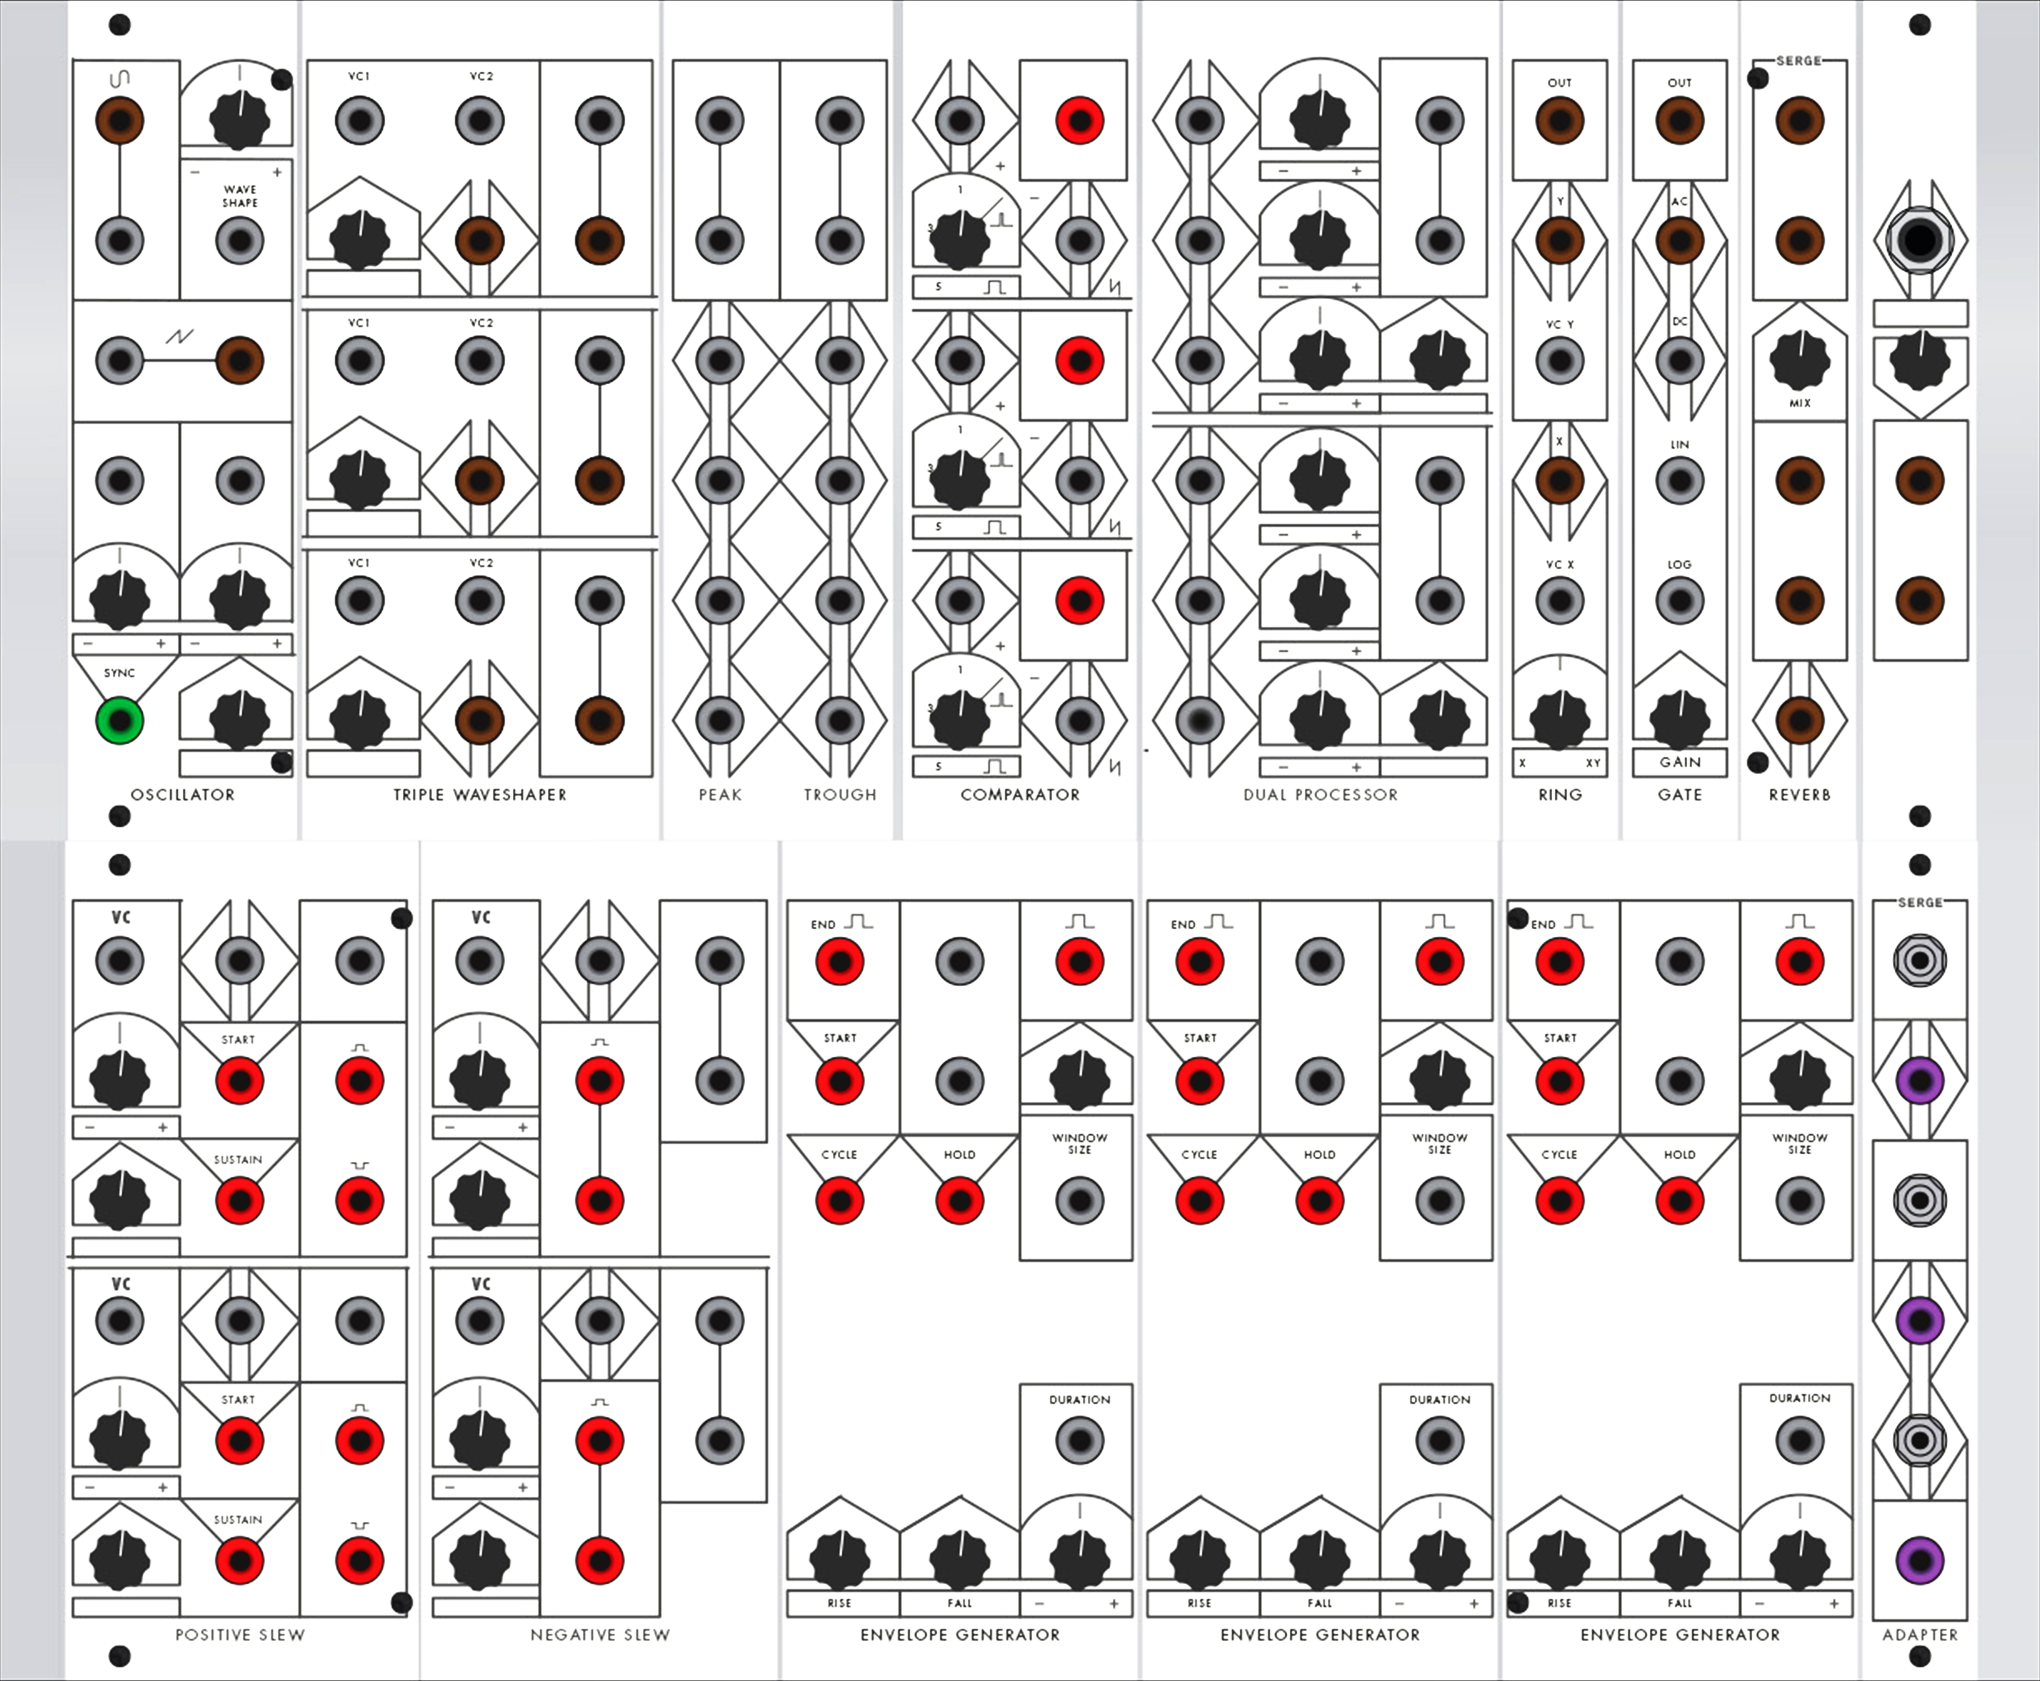 WAVE
SHAPE
- +
- +
- +
SYNC
OSCILLATOR
VC1 VC2
VC1 VC2
VC1 VC2
TRIPLE WAVESHAPER
PEAK TROUGH
+
1
3
-
5
+
1
3
-
5
+
1
3
-
5
COMPARATOR
- +
- +
- +
- +
- +
- +
DUAL PROCESSOR
OUT
Y
VC Y
X
VC X
X XY
RING
OUT
AC
DC
LIN
LOG
GAIN
GATE
SERGE
MIX
REVERB
VC
START
- +
SUSTAIN
VC
START
- +
SUSTAIN
POSITIVE SLEW
VC
- +
VC
- +
NEGATIVE SLEW
END
START
CYCLE HOLD
WINDOW
SIZE
DURATION
RISE FALL - +
ENVELOPE GENERATOR
END
START
CYCLE HOLD
WINDOW
SIZE
DURATION
RISE FALL - +
ENVELOPE GENERATOR
END
START
CYCLE HOLD
WINDOW
SIZE
DURATION
RISE FALL - +
ENVELOPE GENERATOR
SERGE
ADAPTER